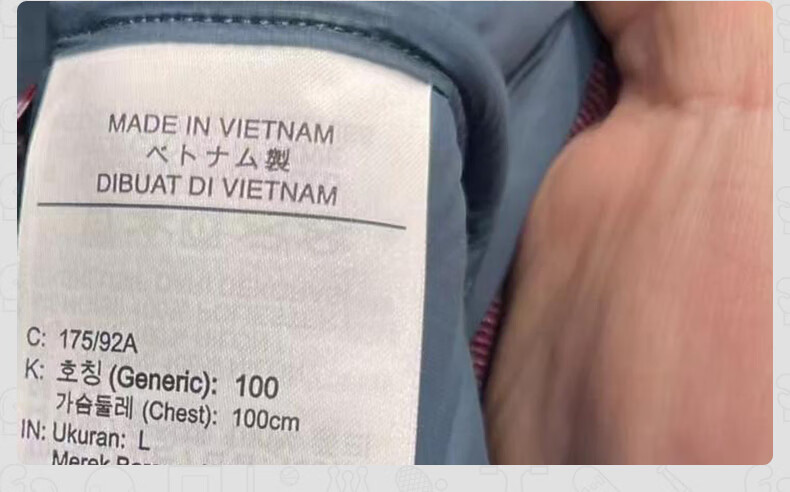 MADE IN VIETNAM
ベトナム製
DIBUAT DI VIETNAM
C: 175/92A
K: 호칭 (Generic): 100
가슴둘레 (Chest): 100cm
IN: Ukuran: L
Merek